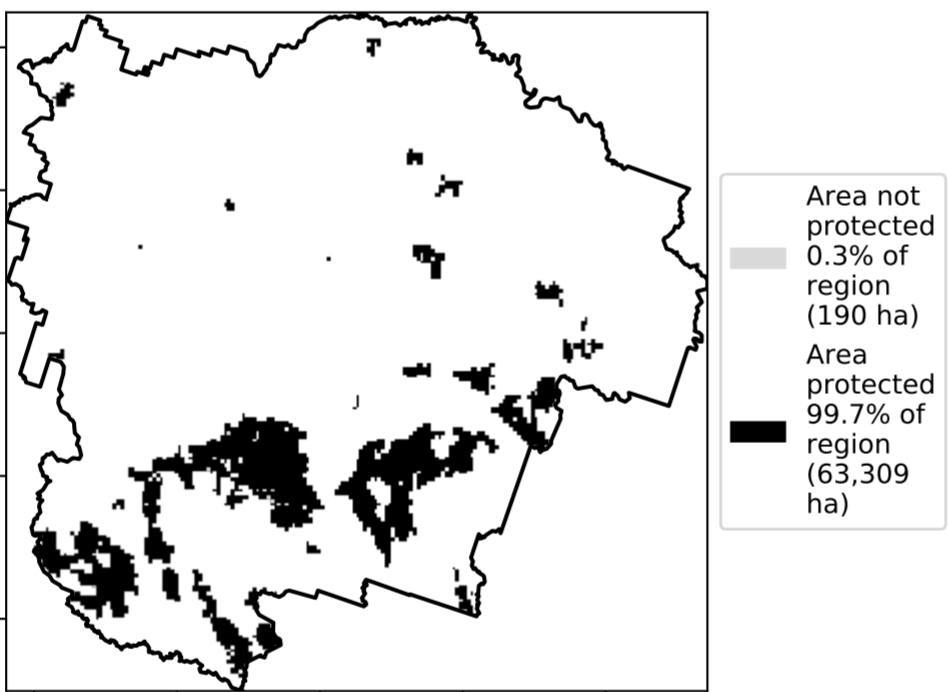 Area not
protected
0.3% of
region
(190 ha)
Area
protected
99.7% of
region
(63,309
ha)